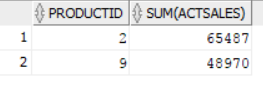 PRODUCTID SUM(ACTSALES)
1 2 65487
2 9 48970